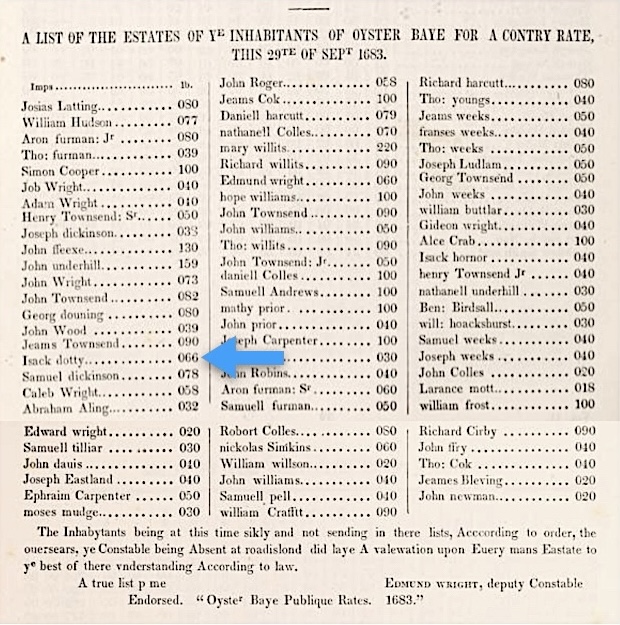 A LIST OF THE ESTATES OF Yᴱ INHABITANTS OF OYSTER BAYE FOR A CONTRY RATE,
THIS 29ᵀᴱ OF SEPᵀ 1683.
Imps.............................. lb.
Josias Latting........... 080
William Hudson........ 077
Aron furman: Jʳ ........ 080
Tho: furman............. 039
Simon Cooper........... 100
Job Wright.............. 040
Adam Wright............ 040
Henry Townsend: Sʳ..... 050
Joseph dickinson........
John ffeexe.............. 130
John underhill........... 159
John Wright............. 073
John Townsend......... 082
Georg douning ......... 080
John Wood ............. 039
Jeams Townsend........ 090
Isack dotty.............. 066
Samuel dickinson........ 078
Caleb Wright............ 058
Abraham Aling.......... 032
Edward wright.......... 020
Samuell tilliar .......... 030
John dauis .............. 040
Joseph Eastland ........ 040
Ephraim Carpenter ..... 050
moses mudge........... 030
John Roger.............. 058
Jeams Cok .............. 100
Daniell harcutt.......... 079
nathanell Colles......... 070
mary willits............. 220
Richard willits .......... 090
Edmund wright ......... 060
hope williams........... 100
John Townsend ......... 090
John williams........... 050
Tho: willits ............. 090
John Townsend: Jʳ...... 050
daniell Colles ........... 100
Samuell Andrews....... 100
mathy prior. ........... 100
John prior.............. 040
Joseph Carpenter ....... 100
030
John Robins............ 040
Aron furman: Sʳ ........ 060
Samuell furman......... 050
Robort Colles........... 080
nickolas Simkins ....... 060
William willson......... 020
John williams........... 040
Samuell pell............ 040
william Craffit ......... 090
Richard harcutt.... ..... 080
Tho: youngs............. 040
Jeams weeks............ 050
franses weeks........... 040
Tho: weeks ............. 050
Joseph Ludlam.......... 050
Georg Townsend ....... 050
John weeks ............. 040
william buttlar ......... 030
Gideon wright.......... 040
Alce Crab............... 100
Isack hornor ........... 040
henry Townsend Jʳ .... 040
nathanell underhill ..... 030
Ben: Birdsall............ 050
will: hoackshurst........ 030
Samuel weeks .......... 040
Joseph weeks ........... 040
John Colles ............. 020
Larance mott........... 018
william frost............ 100
Richard Cirby .......... 090
John ffry ............... 040
Tho: Cok ............... 040
Jeames Bleving......... 020
John newman.......... 020
The Inhabytants being at this time sikly and not sending in there lists, Acccording to order, the
ouersears, ye Constable being Absent at roadislond did laye A valewation upon Euery mans Eastate to
yᵉ best of there vnderstanding According to law.
A true list p me EDMUND WRIGHT, deputy Constable
Endorsed. “Oyster Baye Publique Rates. 1683.”